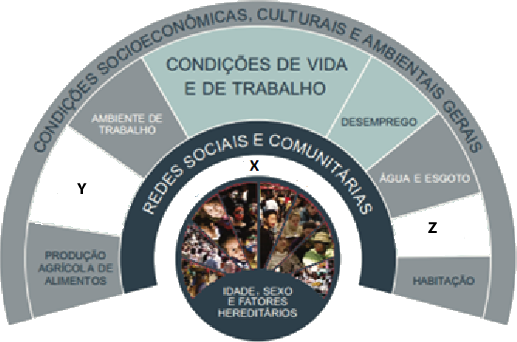 CONDIÇÕES SOCIOECONÔMICAS, CULTURAIS E AMBIENTAIS GERAIS
CONDIÇÕES DE VIDA
E DE TRABALHO
AMBIENTE DE
TRABALHO
DESEMPREGO
REDES SOCIAIS E COMUNITÁRIAS
X
ÁGUA E ESGOTO
Y
Z
PRODUÇÃO
AGRÍCOLA DE
ALIMENTOS
HABITAÇÃO
IDADE, SEXO
E FATORES
HEREDITÁRIOS